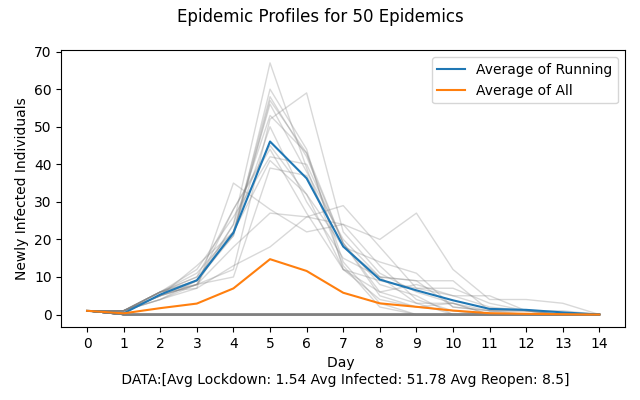 Epidemic Profiles for 50 Epidemics
70
60
50
40
30
20
10
0
Newly Infected Individuals
Average of Running
Average of All
0 1 2 3 4 5 6 7 8 9 10 11 12 13 14
Day
DATA:[Avg Lockdown: 1.54 Avg Infected: 51.78 Avg Reopen: 8.5]